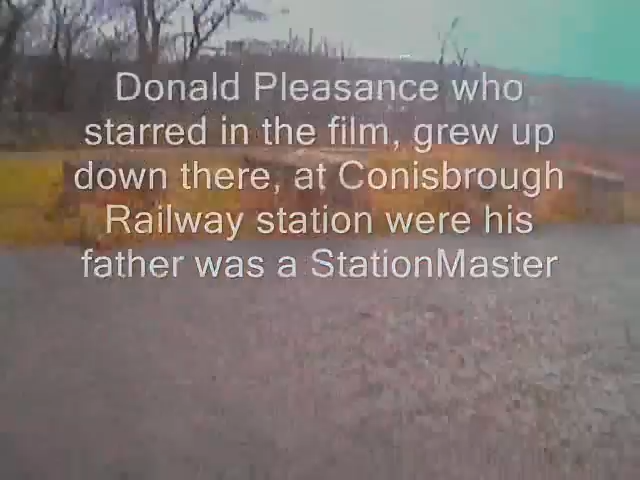 Donald Pleasance who
starred in the film, grew up
down there, at Conisbrough
Railway station were his
father was a StationMaster